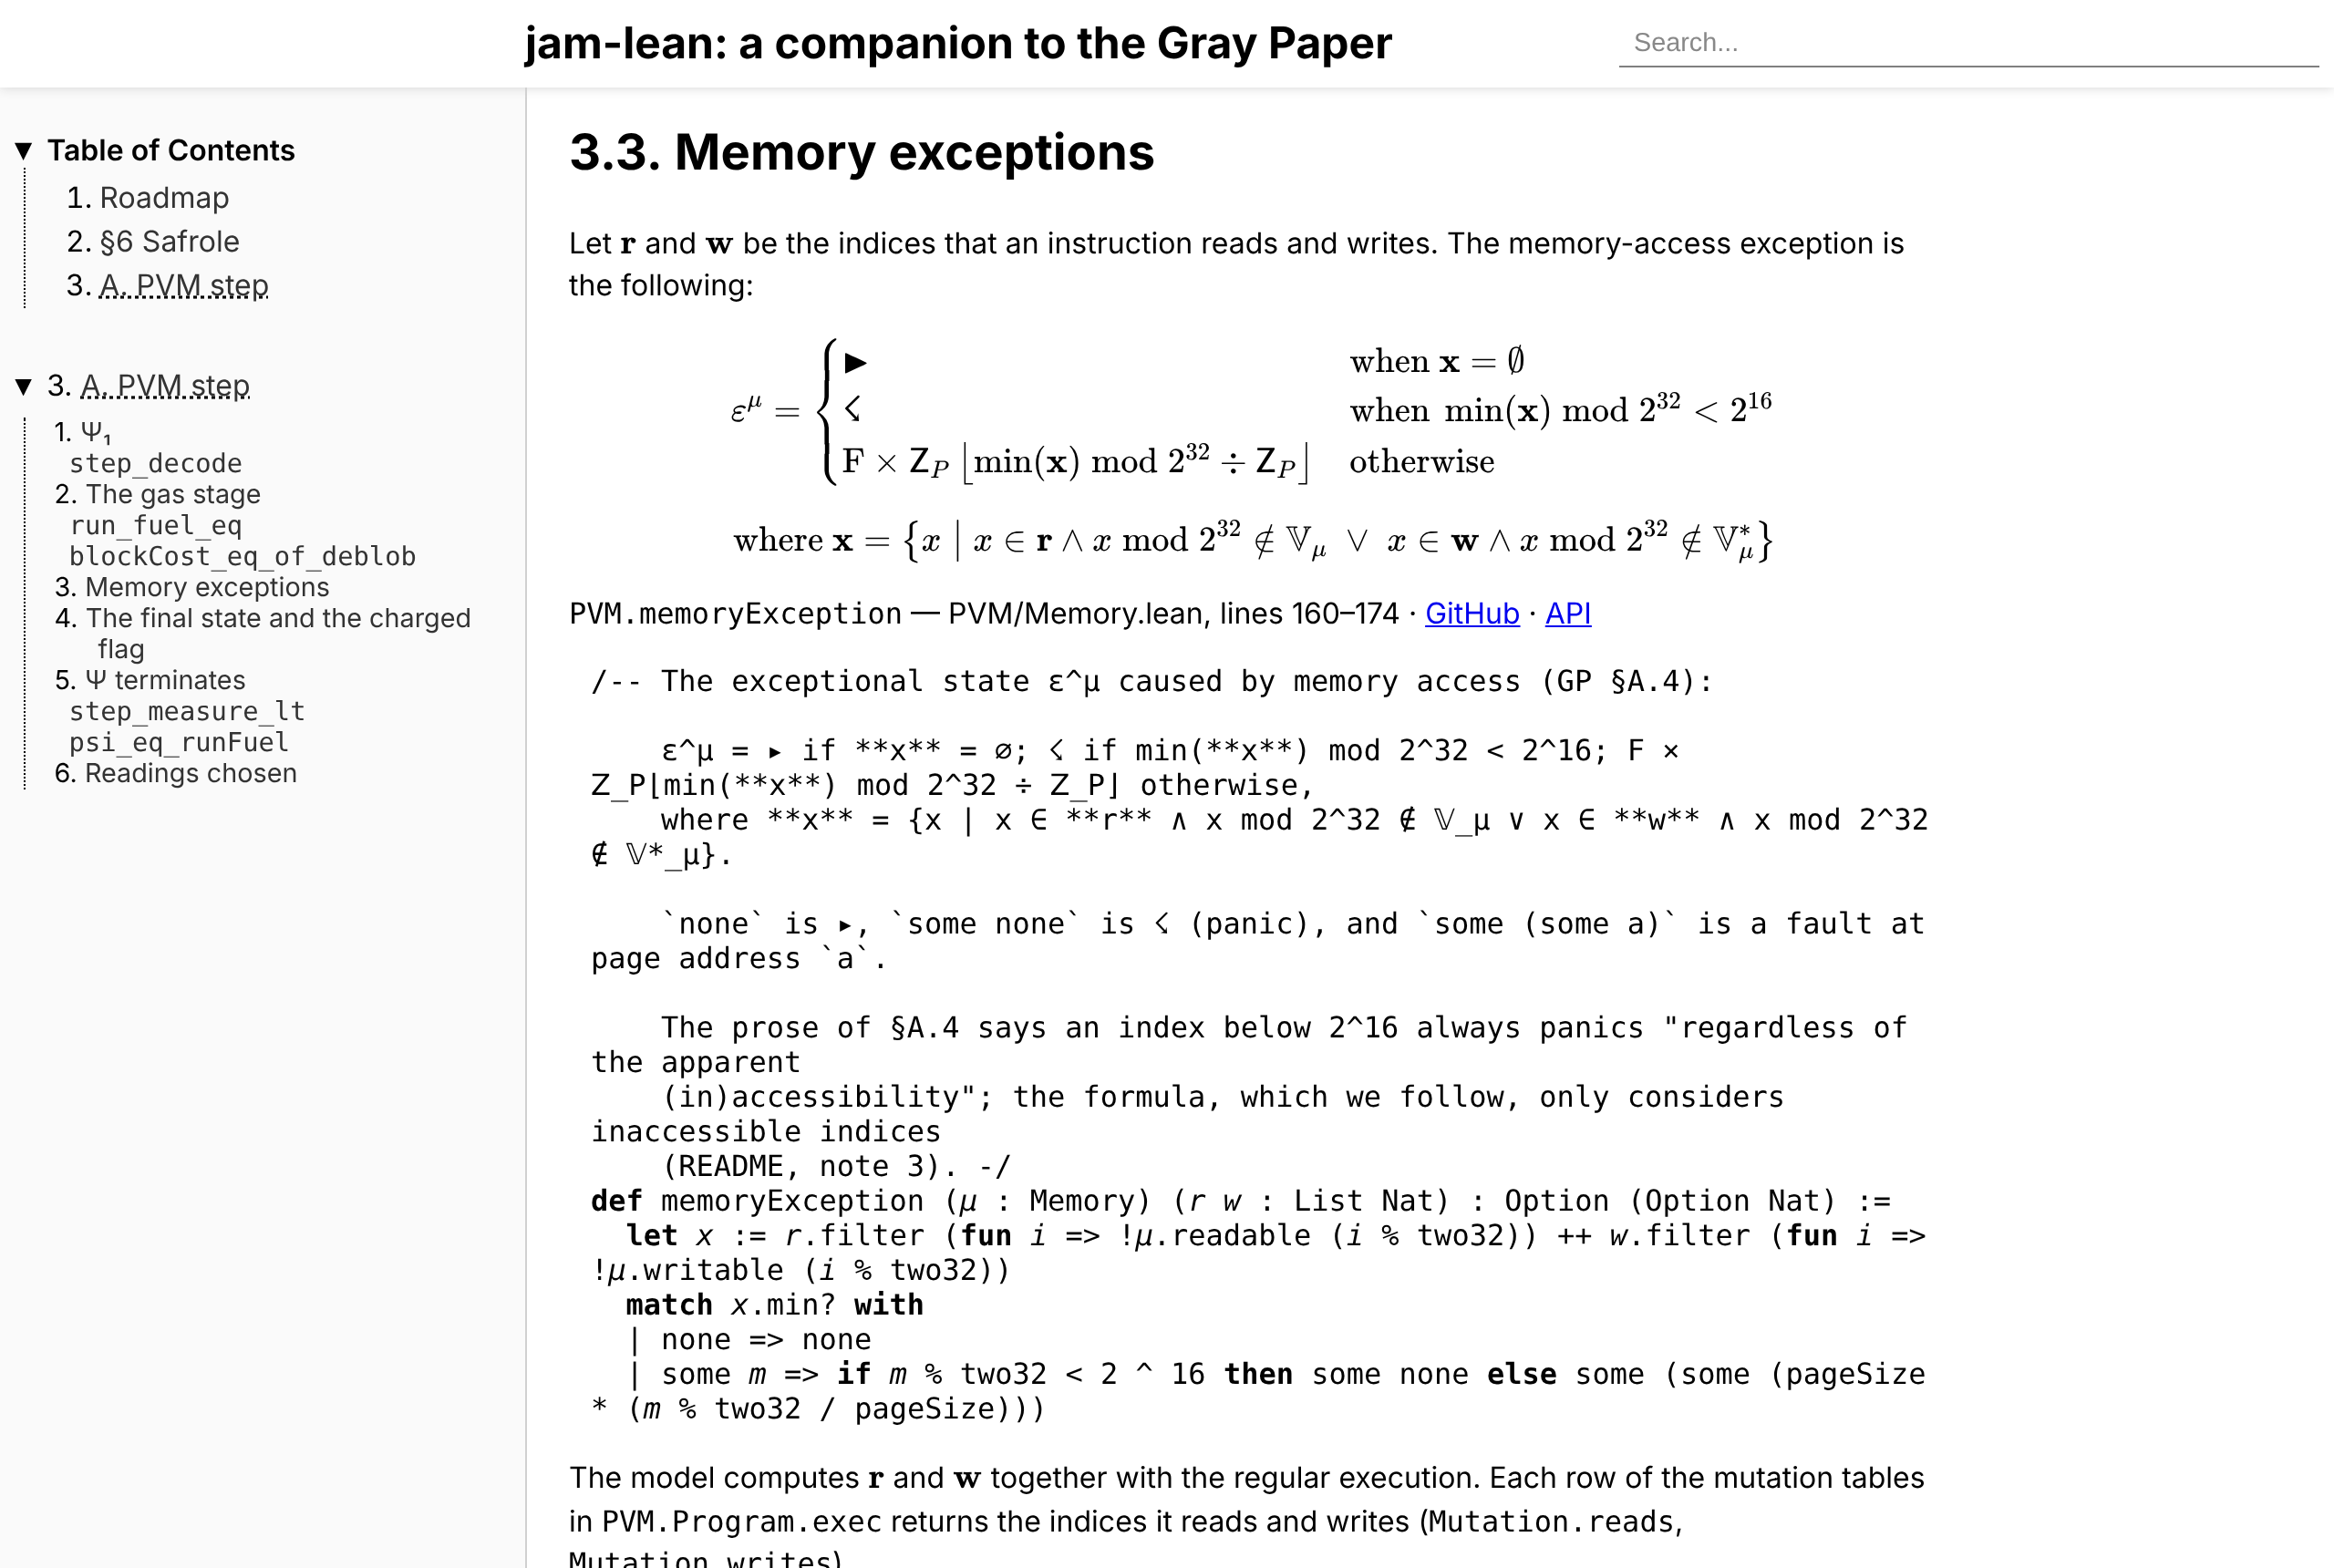 jam-lean: a companion to the Gray Paper
Search...
▼ Table of Contents
1. Roadmap
2. §6 Safrole
3. A. PVM step
▼ 3. A. PVM step
1. Ψ₁
step_decode
2. The gas stage
run_fuel_eq
blockCost_eq_of_deblob
3. Memory exceptions
4. The final state and the charged
flag
5. Ψ terminates
step_measure_lt
psi_eq_runFuel
6. Readings chosen
3.3. Memory exceptions
Let r and w be the indices that an instruction reads and writes. The memory-access exception is
the following:
▶ when x = ∅
ε^μ = { ☇ when min(x) mod 2^32 < 2^16
F × Z_P ⌊min(x) mod 2^32 ÷ Z_P⌋ otherwise
where x = {x | x ∈ r ∧ x mod 2^32 ∉ 𝕍_μ ∨ x ∈ w ∧ x mod 2^32 ∉ 𝕍*_μ}
PVM.memoryException — PVM/Memory.lean, lines 160–174 · GitHub · API
/-- The exceptional state ε^μ caused by memory access (GP §A.4):
ε^μ = ▸ if **x** = ∅; ☇ if min(**x**) mod 2^32 < 2^16; F ×
Z_P⌊min(**x**) mod 2^32 ÷ Z_P⌋ otherwise,
where **x** = {x | x ∈ **r** ∧ x mod 2^32 ∉ 𝕍_μ ∨ x ∈ **w** ∧ x mod 2^32
∉ 𝕍*_μ}.
`none` is ▸, `some none` is ☇ (panic), and `some (some a)` is a fault at
page address `a`.
The prose of §A.4 says an index below 2^16 always panics "regardless of
the apparent
(in)accessibility"; the formula, which we follow, only considers
inaccessible indices
(README, note 3). -/
def memoryException (μ : Memory) (r w : List Nat) : Option (Option Nat) :=
let x := r.filter (fun i => !μ.readable (i % two32)) ++ w.filter (fun i =>
!μ.writable (i % two32))
match x.min? with
| none => none
| some m => if m % two32 < 2 ^ 16 then some none else some (some (pageSize
* (m % two32 / pageSize)))
The model computes r and w together with the regular execution. Each row of the mutation tables
in PVM.Program.exec returns the indices it reads and writes (Mutation.reads,
Mutation.writes)